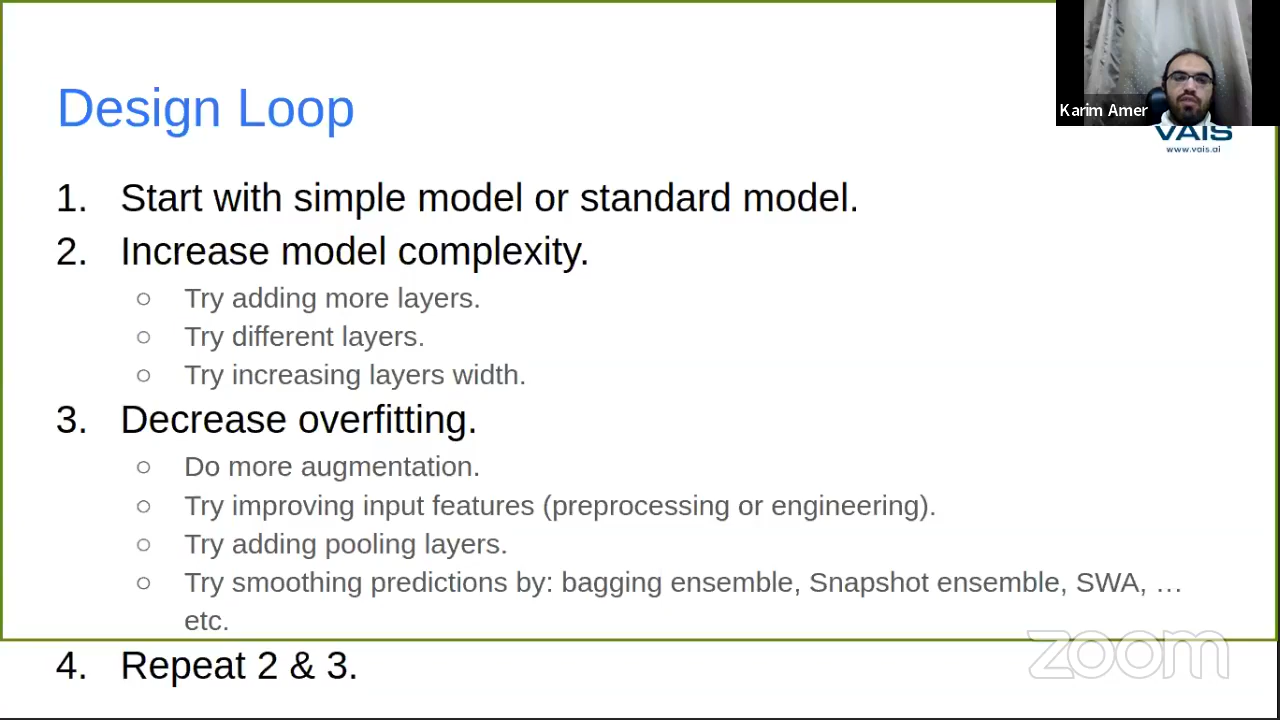 Karim Amer
VAIS
www.vais.ai
Design Loop
1. Start with simple model or standard model.
2. Increase model complexity.
○ Try adding more layers.
○ Try different layers.
○ Try increasing layers width.
3. Decrease overfitting.
○ Do more augmentation.
○ Try improving input features (preprocessing or engineering).
○ Try adding pooling layers.
○ Try smoothing predictions by: bagging ensemble, Snapshot ensemble, SWA, …
etc.
4. Repeat 2 & 3.
zoom